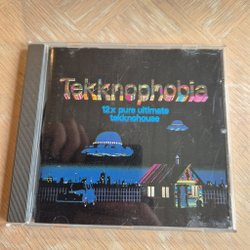 Tekknophobia
12x pure ultimate
tekknohouse